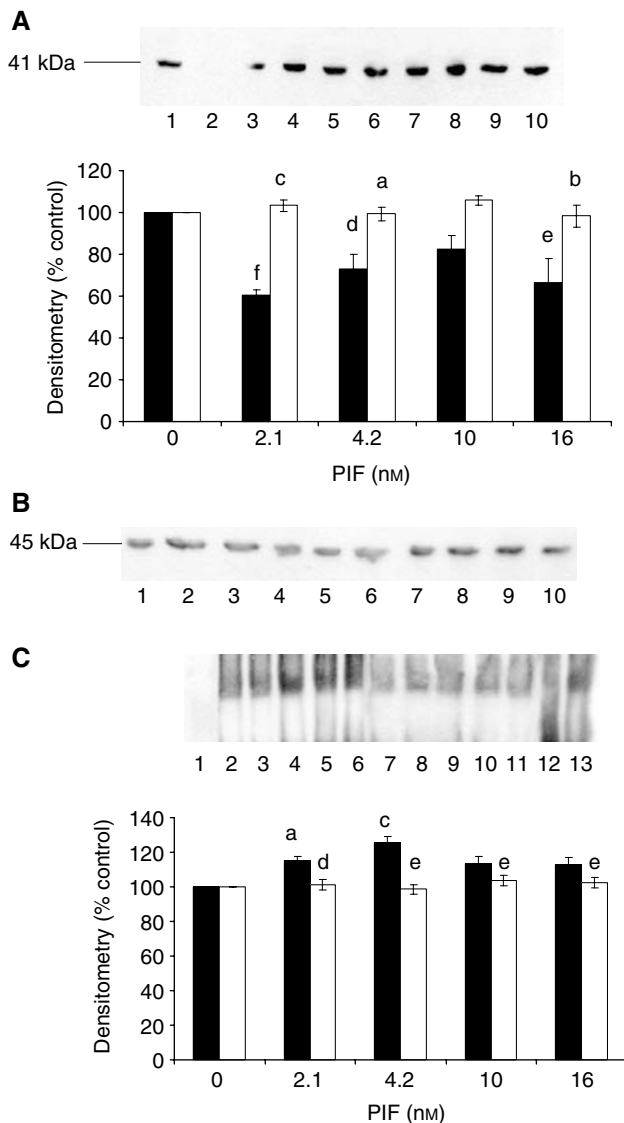 A
41 kDa
1 2 3 4 5 6 7 8 9 10
Densitometry (% control)
120
100
80
60
40
20
0
c
a
b
f
d
e
0 2.1 4.2 10 16
PIF (nM)
B
45 kDa
1 2 3 4 5 6 7 8 9 10
C
1 2 3 4 5 6 7 8 9 10 11 12 13
Densitometry (% control)
140
120
100
80
60
40
20
0
a
c
d
e
e
e
0 2.1 4.2 10 16
PIF (nM)